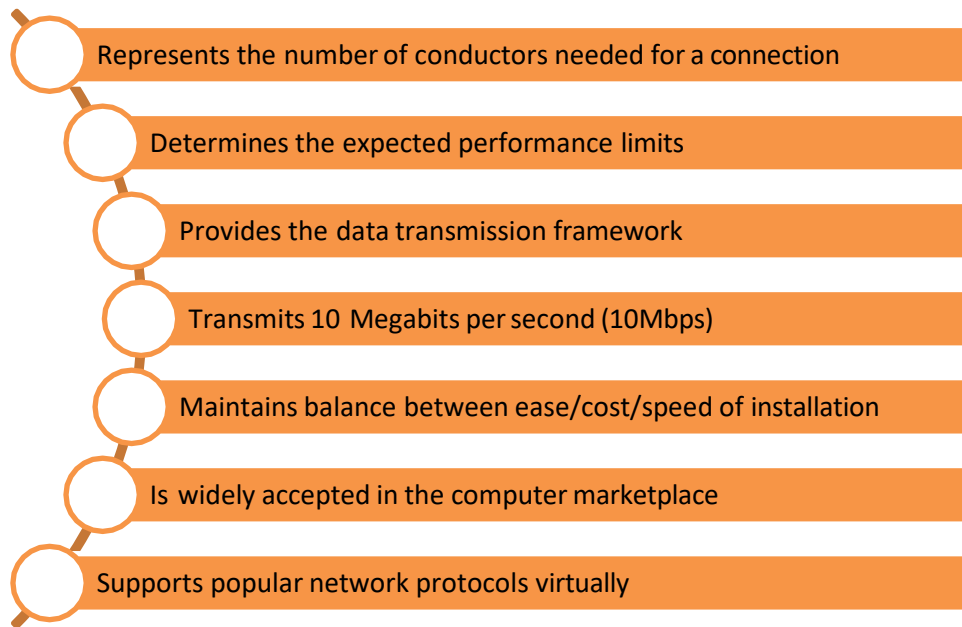 Represents the number of conductors needed for a connection
Determines the expected performance limits
Provides the data transmission framework
Transmits 10 Megabits per second (10Mbps)
Maintains balance between ease/cost/speed of installation
Is widely accepted in the computer marketplace
Supports popular network protocols virtually